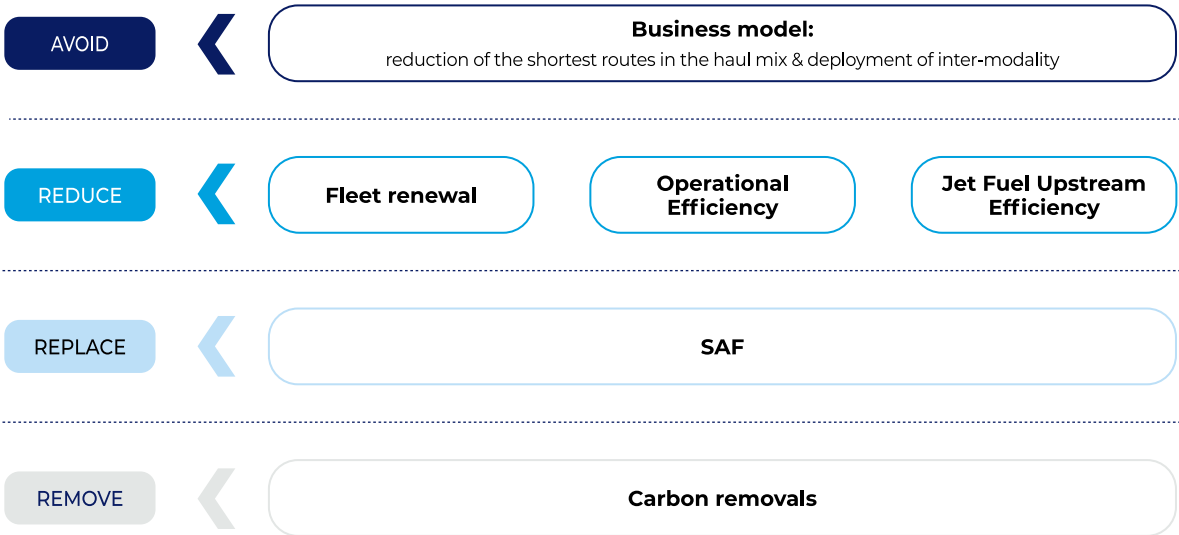 AVOID
Business model:
reduction of the shortest routes in the haul mix & deployment of inter-modality
REDUCE
Fleet renewal
Operational
Efficiency
Jet Fuel Upstream
Efficiency
REPLACE
SAF
REMOVE
Carbon removals